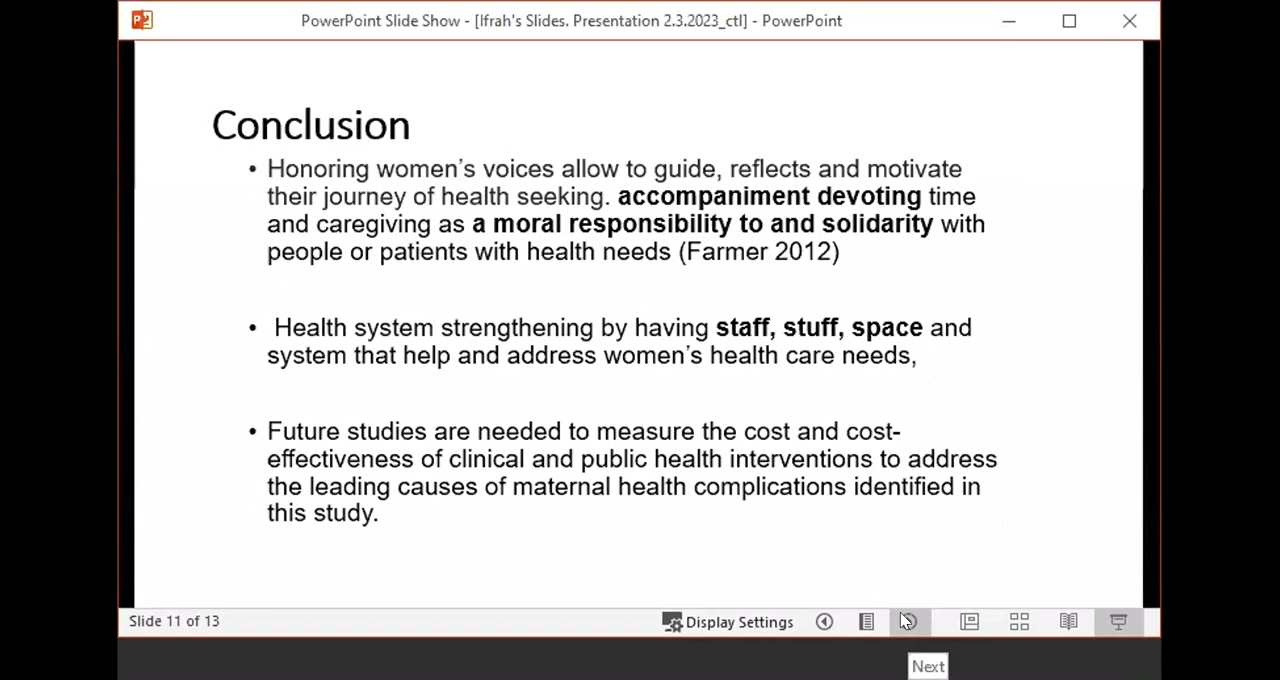 PowerPoint Slide Show - [Ifrah's Slides. Presentation 2.3.2023_ctl] - PowerPoint
Conclusion
• Honoring women's voices allow to guide, reflects and motivate
their journey of health seeking. accompaniment devoting time
and caregiving as a moral responsibility to and solidarity with
people or patients with health needs (Farmer 2012)
• Health system strengthening by having staff, stuff, space and
system that help and address women's health care needs,
• Future studies are needed to measure the cost and cost-
effectiveness of clinical and public health interventions to address
the leading causes of maternal health complications identified in
this study.
Slide 11 of 13
Display Settings
Next